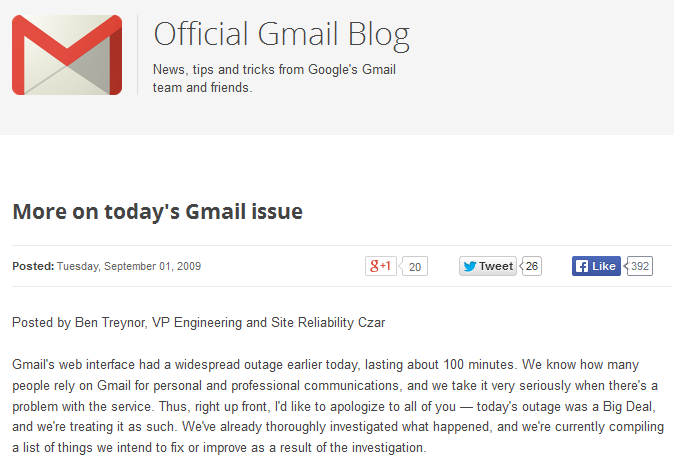 Official Gmail Blog
News, tips and tricks from Google's Gmail
team and friends.
More on today's Gmail issue
Posted: Tuesday, September 01, 2009
g+1 20
Tweet 26
Like 392
Posted by Ben Treynor, VP Engineering and Site Reliability Czar
Gmail's web interface had a widespread outage earlier today, lasting about 100 minutes. We know how many
people rely on Gmail for personal and professional communications, and we take it very seriously when there's a
problem with the service. Thus, right up front, I'd like to apologize to all of you — today's outage was a Big Deal,
and we're treating it as such. We've already thoroughly investigated what happened, and we're currently compiling
a list of things we intend to fix or improve as a result of the investigation.